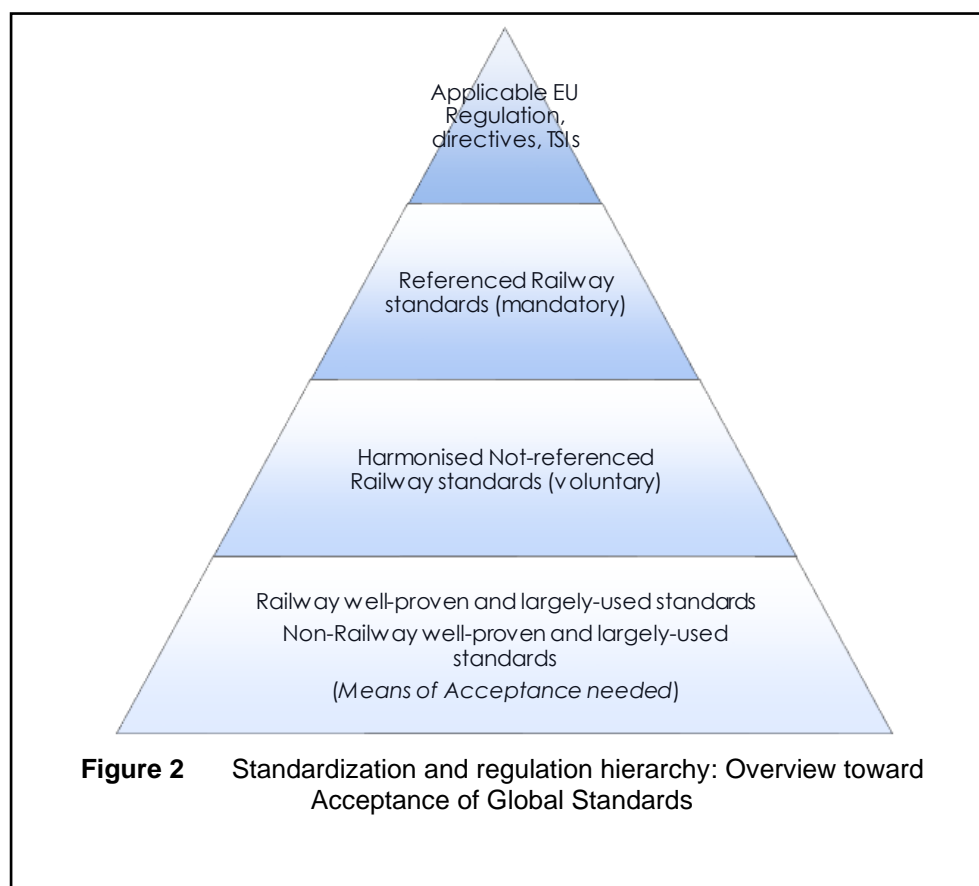 Applicable EU
Regulation,
directives, TSIs
Referenced Railway
standards (mandatory)
Harmonised Not-referenced
Railway standards (voluntary)
Railway well-proven and largely-used standards
Non-Railway well-proven and largely-used
standards
(Means of Acceptance needed)
Figure 2 Standardization and regulation hierarchy: Overview toward
Acceptance of Global Standards